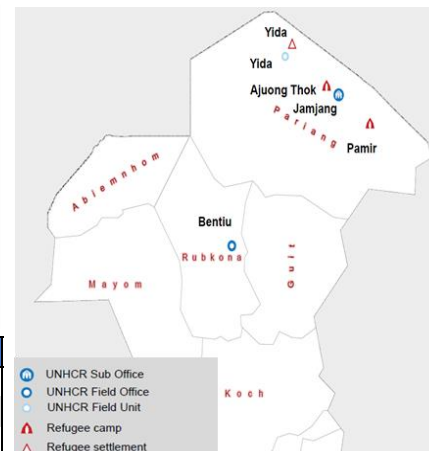 Yida
Yida
Ajuong Thok
Jamjang
Pariang
Pamir
Abiemnhom
Bentiu
Rubkona
Guit
Mayom
Koch
UNHCR Sub Office
UNHCR Field Office
UNHCR Field Unit
Refugee camp
Refugee settlement